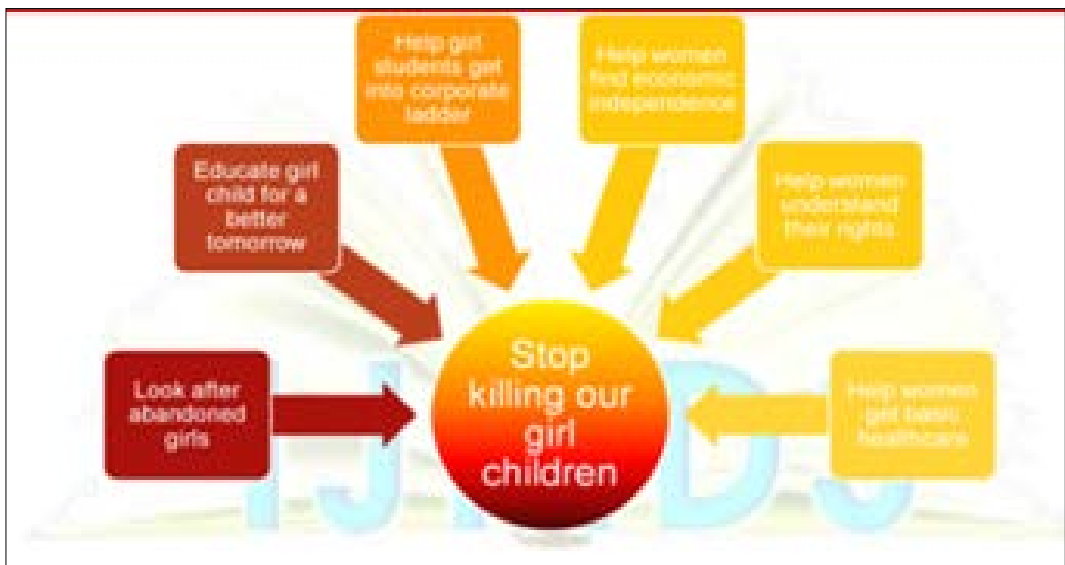 Help girl
students get
into corporate
ladder
Help women
find economic
independence
Educate girl
child for a
better
tomorrow
Help women
understand
their rights
Look after
abandoned
girls
Stop
killing our
girl
children
Help women
get basic
healthcare